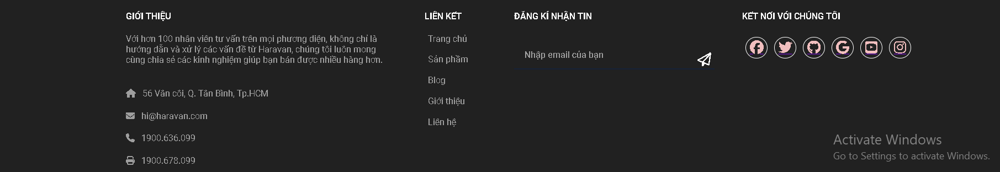 GIỚI THIỆU
Với hơn 100 nhân viên tư vấn trên mọi phương diện, không chỉ là
hướng dẫn và xử lý các vấn đề từ Haravan, chúng tôi luôn mong
cùng chia sẻ các kinh nghiệm giúp bạn bán được nhiều hàng hơn.
56 Vân côi, Q. Tân Bình, Tp.HCM
hi@haravan.com
1900.636.099
1900.678.099
LIÊN KẾT
Trang chủ
Sản phầm
Blog
Giới thiệu
Liên hệ
ĐĂNG KÍ NHẬN TIN
Nhập email của bạn
KẾT NỐI VỚI CHÚNG TÔI
Activate Windows
Go to Settings to activate Windows.